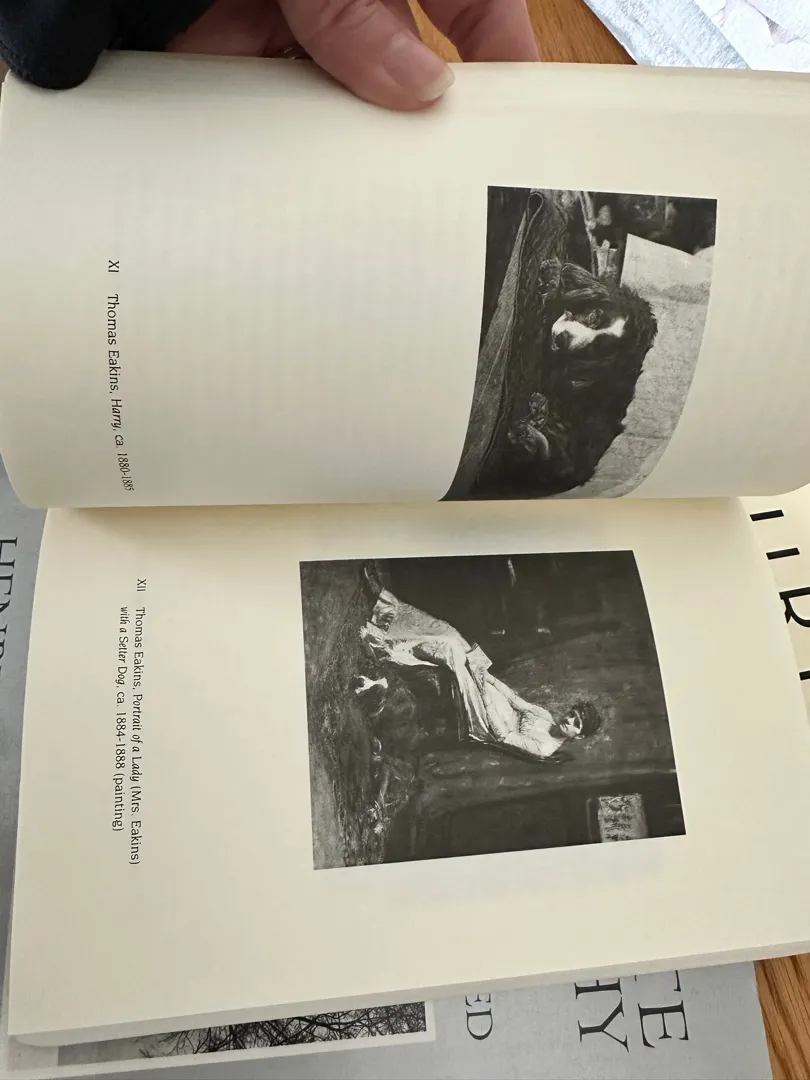 XI Thomas Eakins, Harry, ca. 1880-1885
XII Thomas Eakins, Portrait of a Lady (Mrs. Eakins)
with a Setter Dog, ca. 1884-1888 (painting)